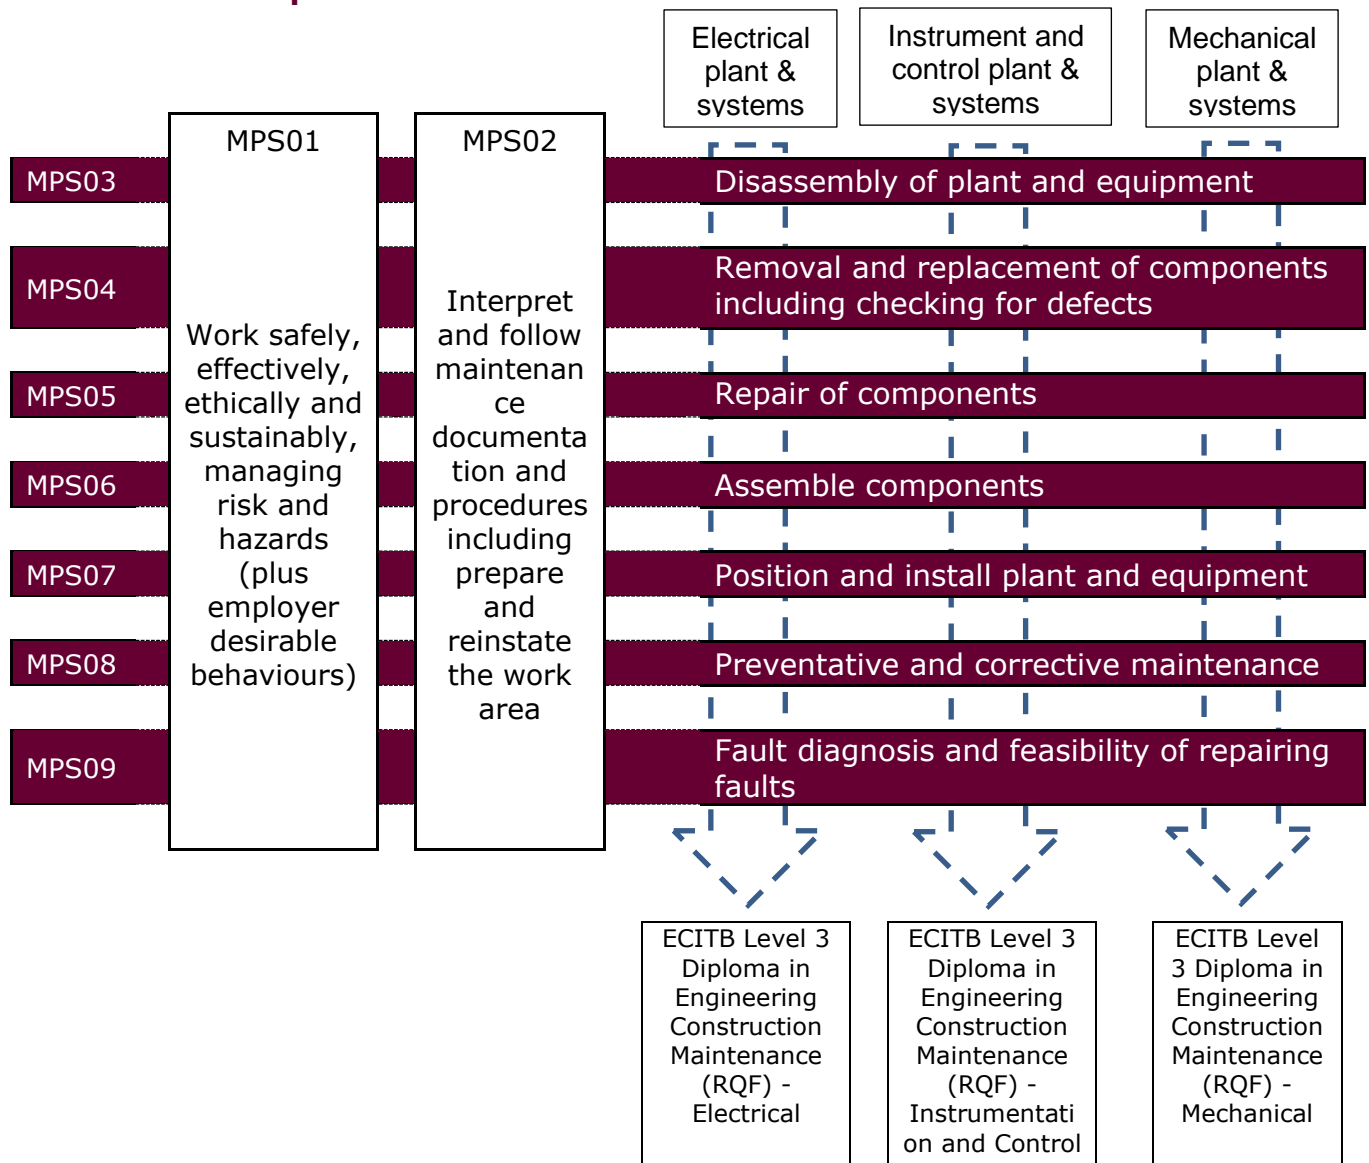 Electrical
plant &
systems
Instrument and
control plant &
systems
Mechanical
plant &
systems
MPS01
Work safely,
effectively,
ethically and
sustainably,
managing
risk and
hazards
(plus
employer
desirable
behaviours)
MPS02
Interpret
and follow
maintenan
ce
documenta
tion and
procedures
including
prepare
and
reinstate
the work
area
MPS03
Disassembly of plant and equipment
MPS04
Removal and replacement of components
including checking for defects
MPS05
Repair of components
MPS06
Assemble components
MPS07
Position and install plant and equipment
MPS08
Preventative and corrective maintenance
MPS09
Fault diagnosis and feasibility of repairing
faults
ECITB Level 3
Diploma in
Engineering
Construction
Maintenance
(RQF) -
Electrical
ECITB Level 3
Diploma in
Engineering
Construction
Maintenance
(RQF) -
Instrumentati
on and Control
ECITB Level
3 Diploma in
Engineering
Construction
Maintenance
(RQF) -
Mechanical